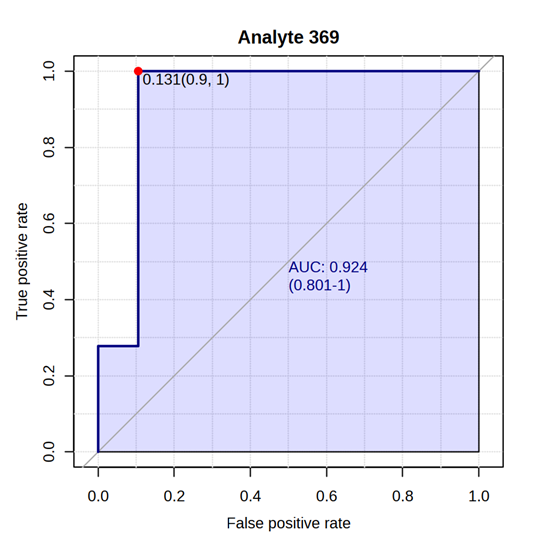 Analyte 369
True positive rate
1.0
0.8
0.6
0.4
0.2
0.0
0.131(0.9, 1)
AUC: 0.924
(0.801-1)
0.0 0.2 0.4 0.6 0.8 1.0
False positive rate